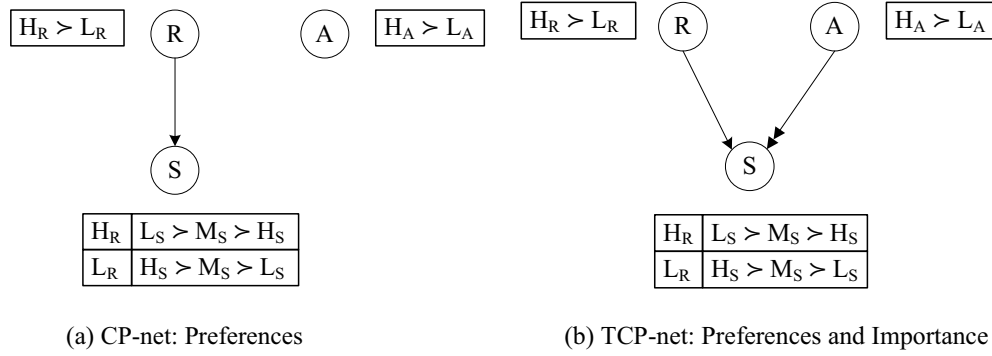 H_R ≻ L_R R A H_A ≻ L_A
S
H_R L_S ≻ M_S ≻ H_S
L_R H_S ≻ M_S ≻ L_S
(a) CP-net: Preferences
H_R ≻ L_R R A H_A ≻ L_A
S
H_R L_S ≻ M_S ≻ H_S
L_R H_S ≻ M_S ≻ L_S
(b) TCP-net: Preferences and Importance